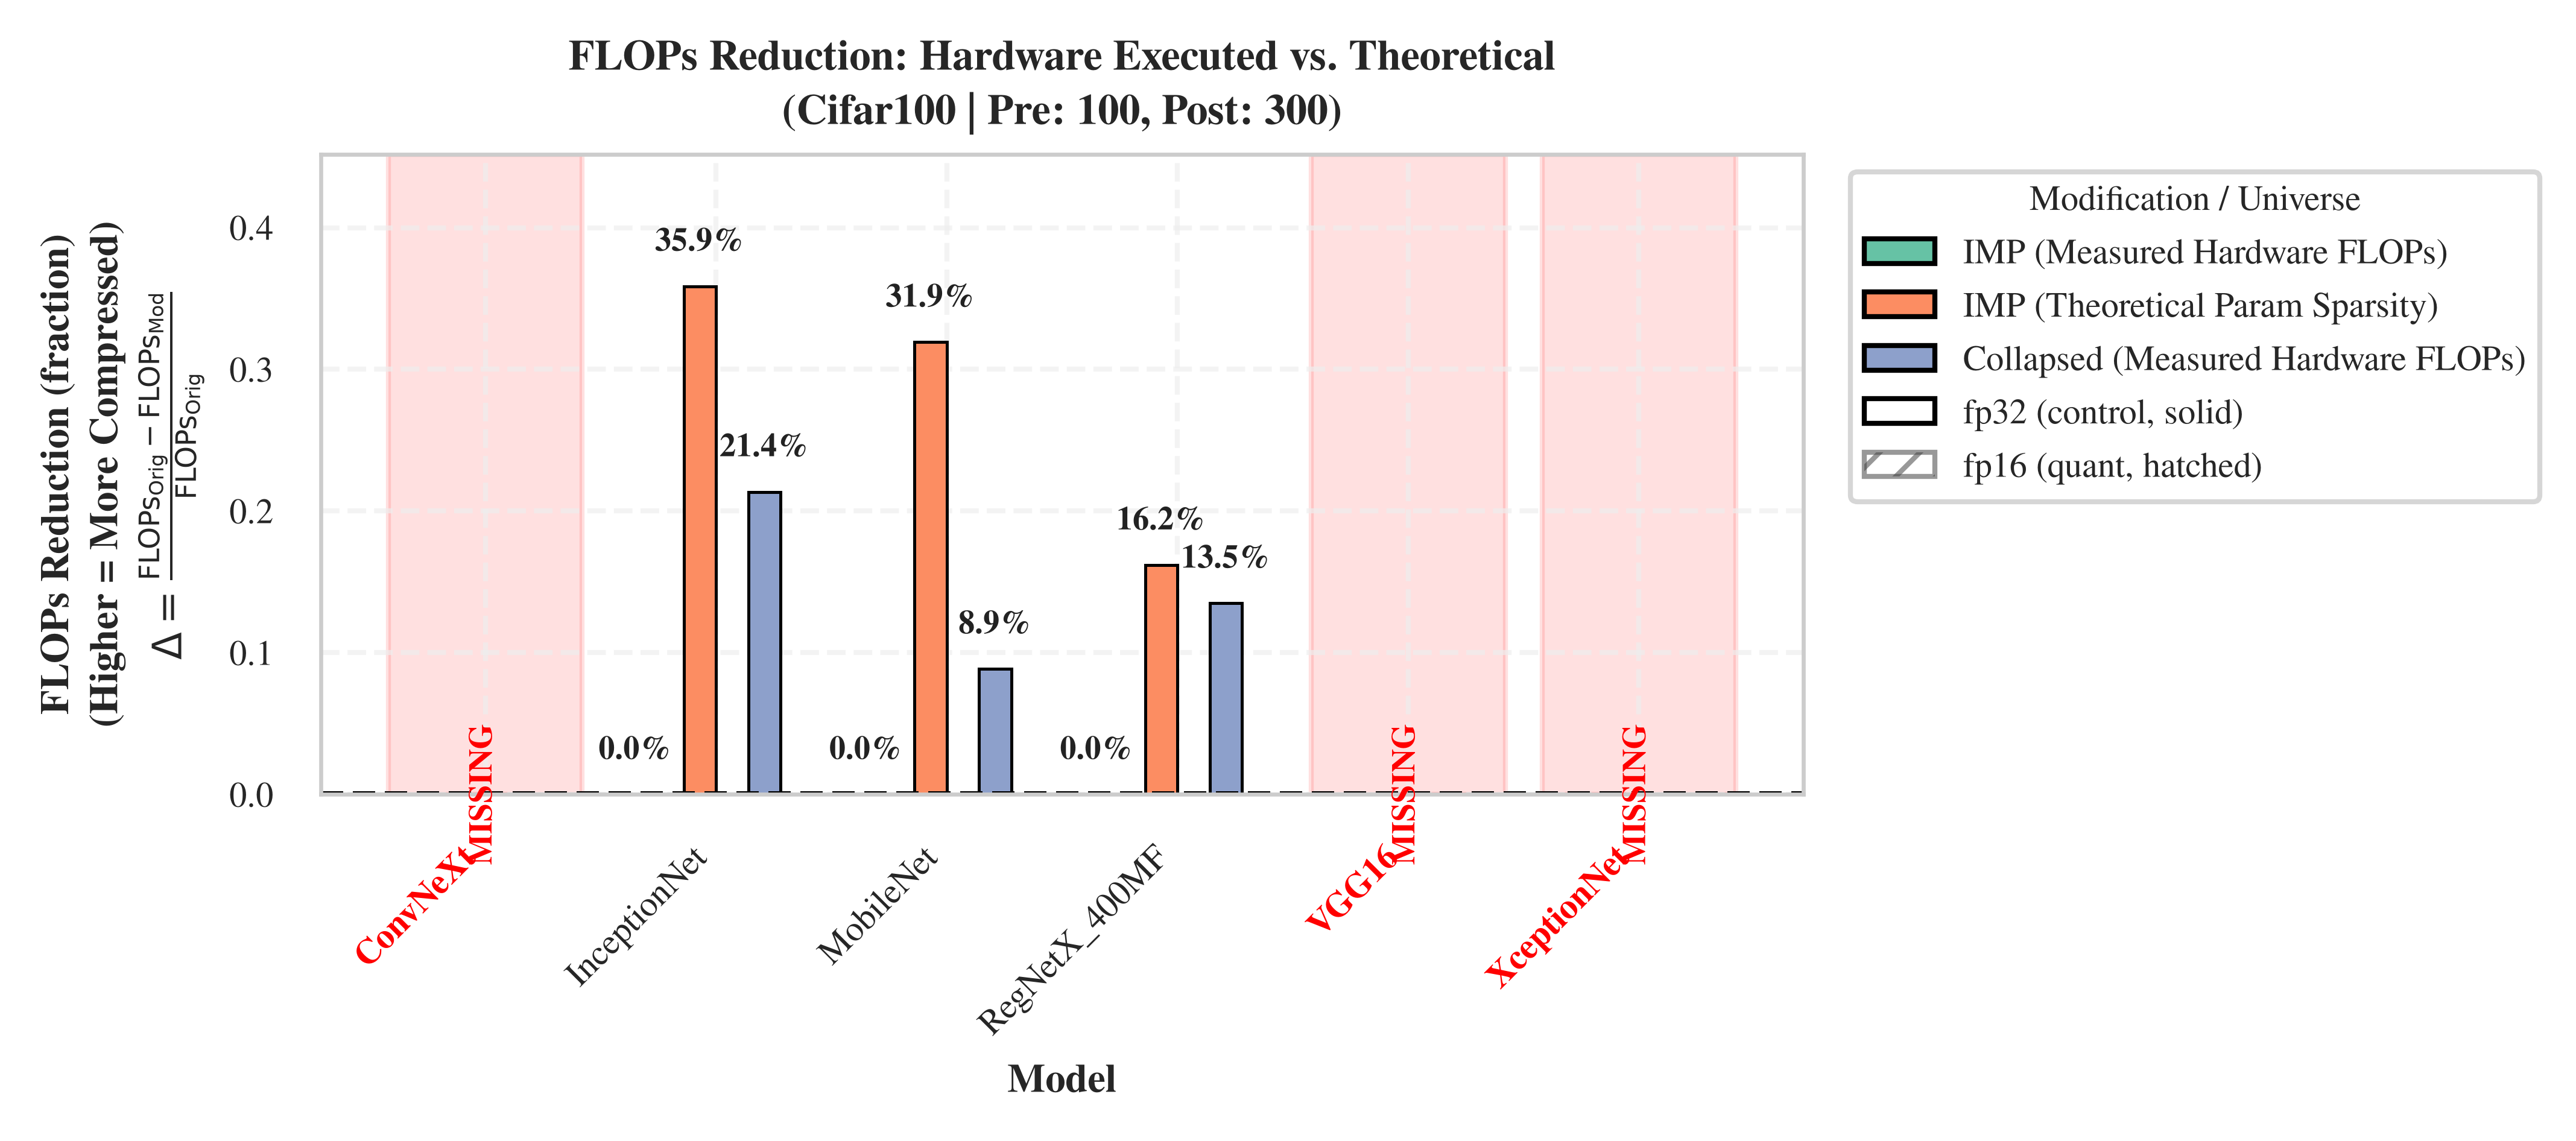 FLOPs Reduction: Hardware Executed vs. Theoretical
(Cifar100 | Pre: 100, Post: 300)
FLOPs Reduction (fraction)
(Higher = More Compressed)
Δ = (FLOPs_Orig − FLOPs_Mod) / FLOPs_Orig
0.4
0.3
0.2
0.1
0.0
MISSING
0.0%
35.9%
21.4%
0.0%
31.9%
8.9%
0.0%
16.2%
13.5%
MISSING
MISSING
ConvNeXt
InceptionNet
MobileNet
RegNetX_400MF
VGG16
XceptionNet
Model
Modification / Universe
IMP (Measured Hardware FLOPs)
IMP (Theoretical Param Sparsity)
Collapsed (Measured Hardware FLOPs)
fp32 (control, solid)
fp16 (quant, hatched)